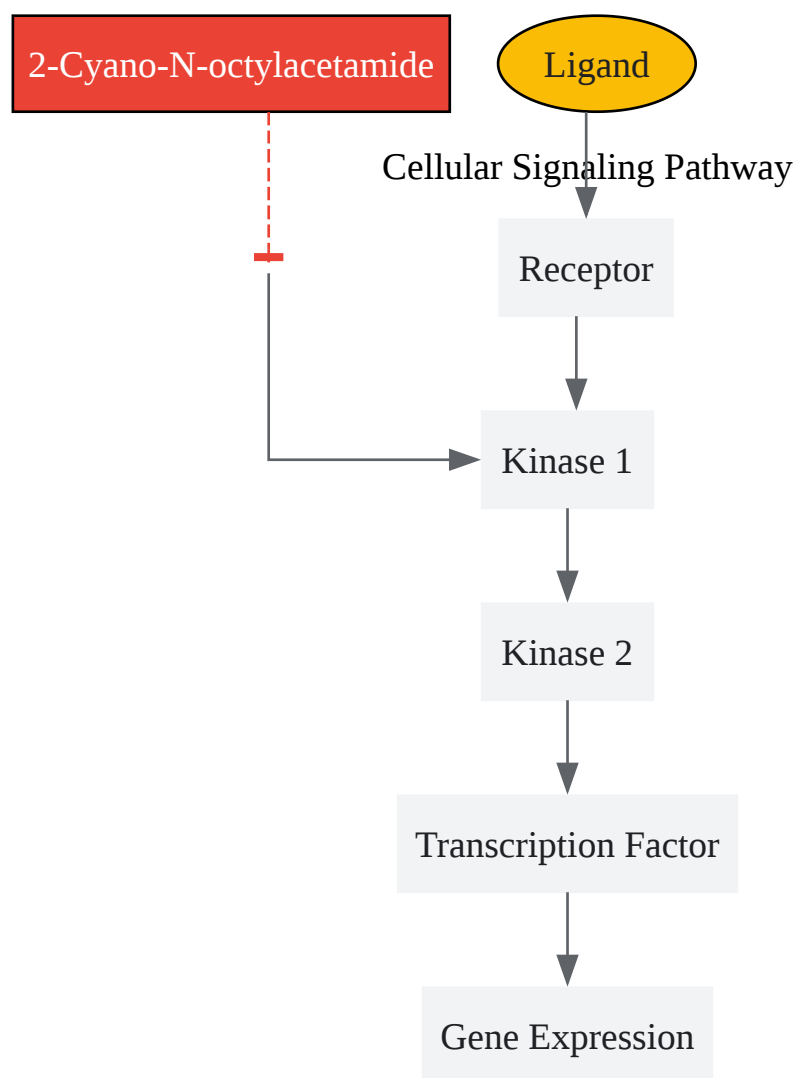 2-Cyano-N-octylacetamide
Ligand
Cellular Signaling Pathway
Receptor
Kinase 1
Kinase 2
Transcription Factor
Gene Expression